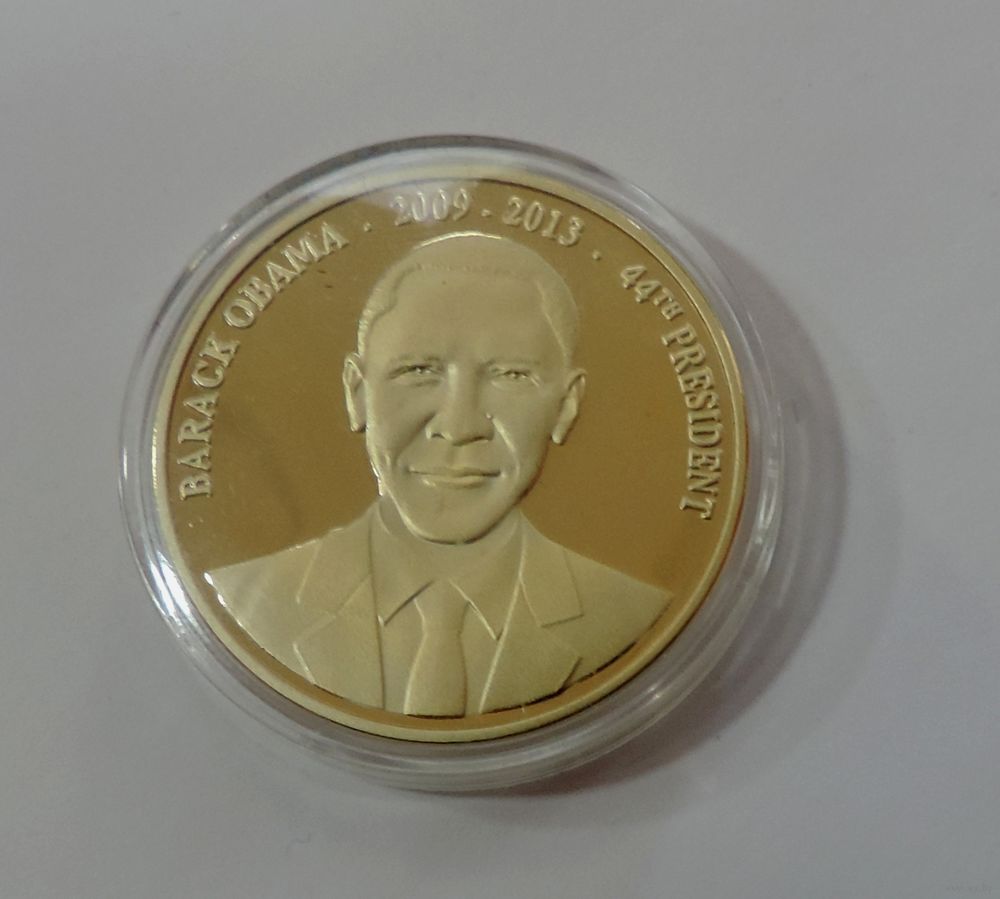 BARACK OBAMA · 2009 - 2013 · 44TH PRESIDENT